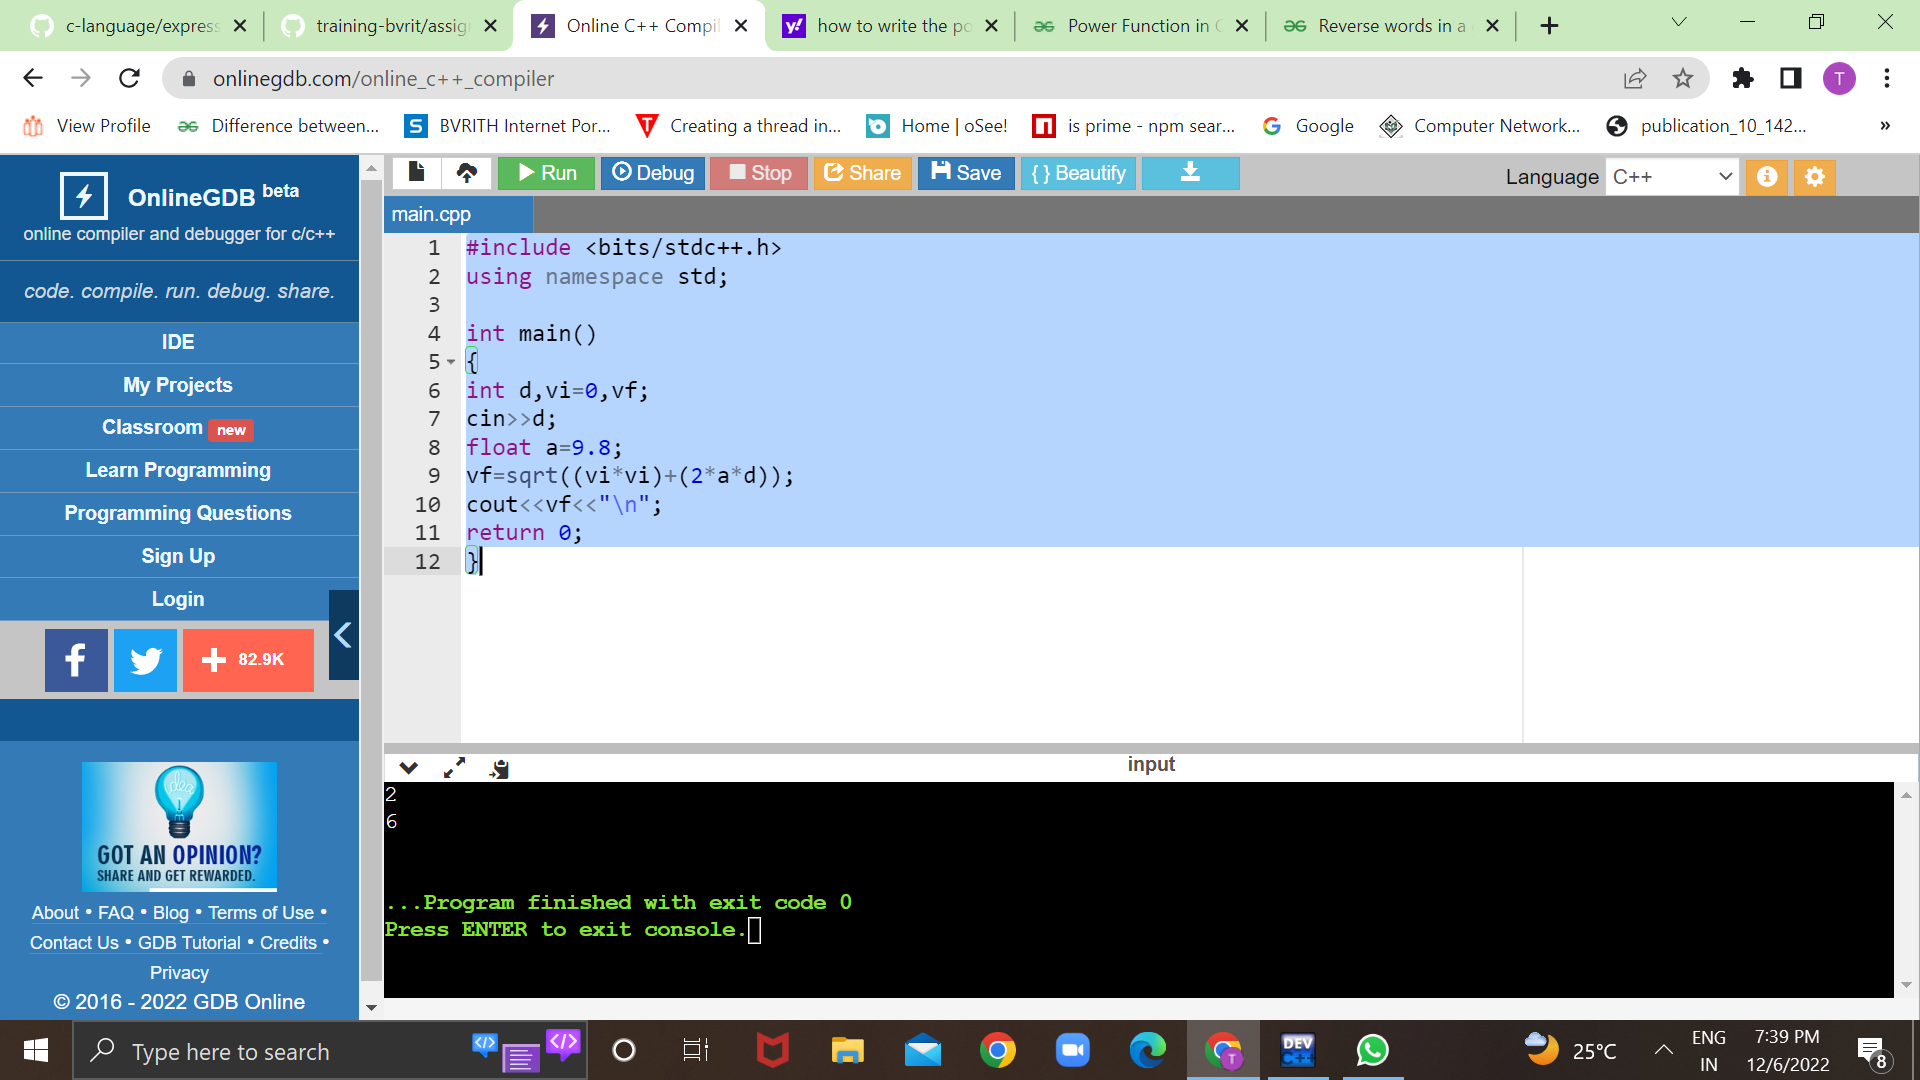 c-language/express
training-bvrit/assig
Online C++ Compil
how to write the po
Power Function in C
Reverse words in a
onlinegdb.com/online_c++_compiler
T
View Profile
Difference between...
BVRITH Internet Por...
Creating a thread in...
Home | oSee!
is prime - npm sear...
Google
Computer Network...
publication_10_142...
»
OnlineGDB beta
online compiler and debugger for c/c++
code. compile. run. debug. share.
IDE
My Projects
Classroom new
Learn Programming
Programming Questions
Sign Up
Login
82.9K
idea
GOT AN OPINION?
SHARE AND GET REWARDED.
About • FAQ • Blog • Terms of Use •
Contact Us • GDB Tutorial • Credits •
Privacy
© 2016 - 2022 GDB Online
Run
Debug
Stop
Share
Save
{ } Beautify
Language C++
main.cpp
1 #include <bits/stdc++.h>
2 using namespace std;
3
4 int main()
5 {
6 int d,vi=0,vf;
7 cin>>d;
8 float a=9.8;
9 vf=sqrt((vi*vi)+(2*a*d));
10 cout<<vf<<"\n";
11 return 0;
12 }
input
2
6
...Program finished with exit code 0
Press ENTER to exit console.
Type here to search
T
DEV C++
25°C
ENG
IN
7:39 PM
12/6/2022
8